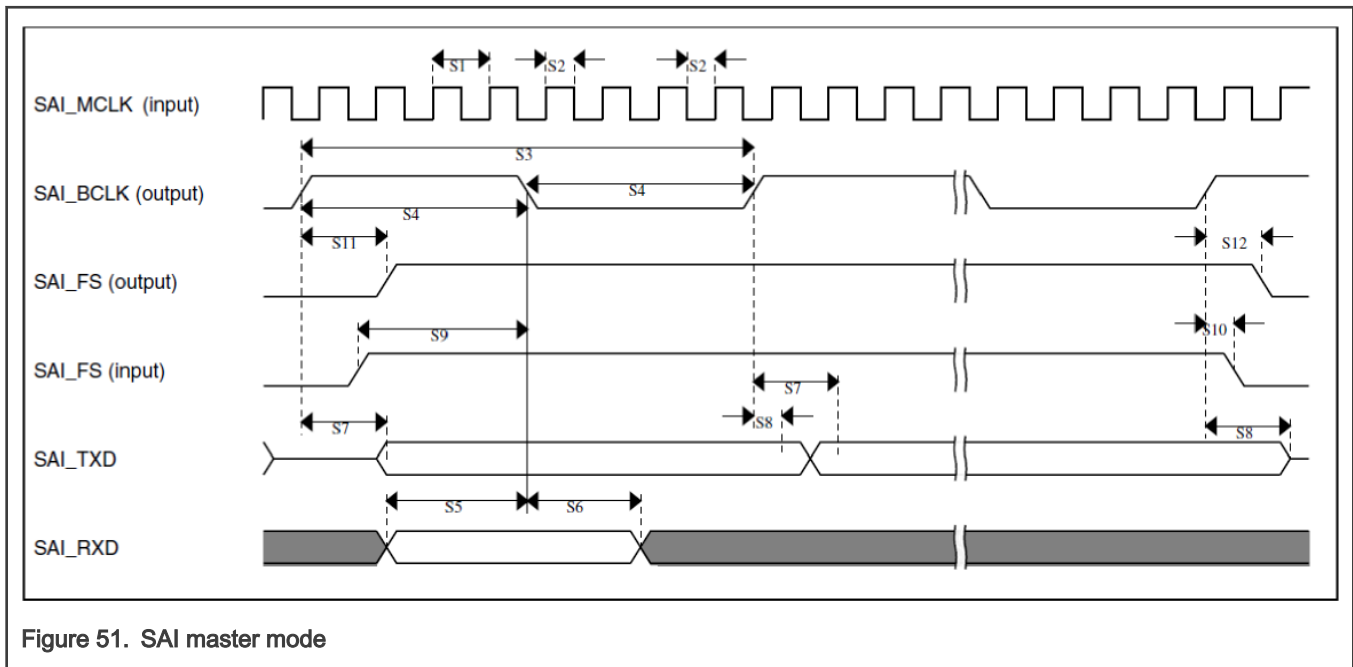 S1 S2 S2
SAI_MCLK (input)
S3
SAI_BCLK (output)
S4
S4
S11 S12
SAI_FS (output)
S9 S10
SAI_FS (input)
S7
S8
S7 S8
SAI_TXD
S5 S6
SAI_RXD
Figure 51. SAI master mode